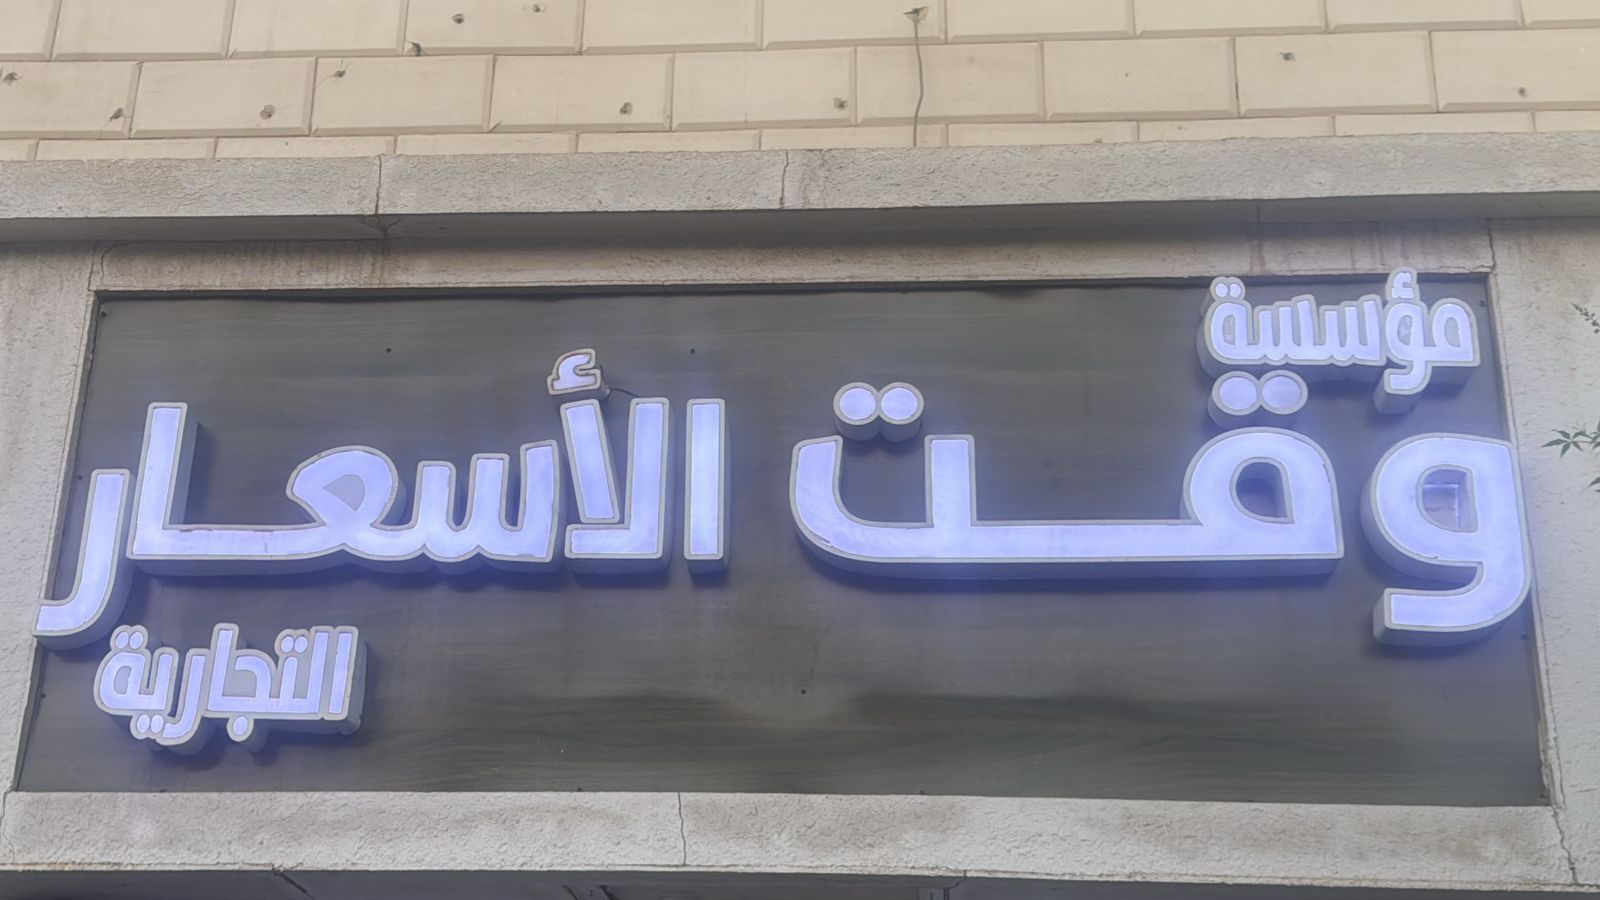 مؤسسة
وقت الأسعار
التجارية